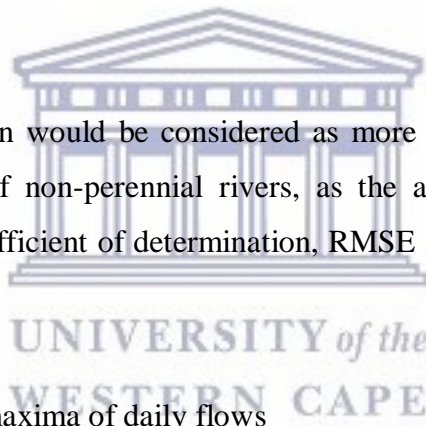 n would be considered as more
f non-perennial rivers, as the a
fficient of determination, RMSE
UNIVERSITY of the
WESTERN CAPE
naxima of daily flows